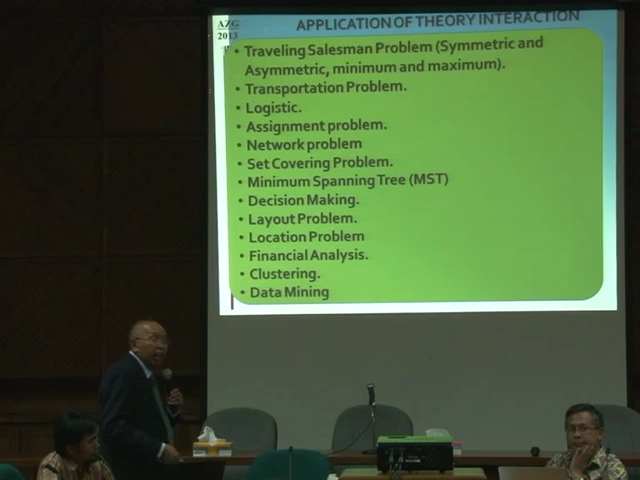 AZG
2013
APPLICATION OF THEORY INTERACTION
• Traveling Salesman Problem (Symmetric and
Asymmetric, minimum and maximum).
• Transportation Problem.
• Logistic.
• Assignment problem.
• Network problem
• Set Covering Problem.
• Minimum Spanning Tree (MST)
• Decision Making.
• Layout Problem.
• Location Problem
• Financial Analysis.
• Clustering.
• Data Mining